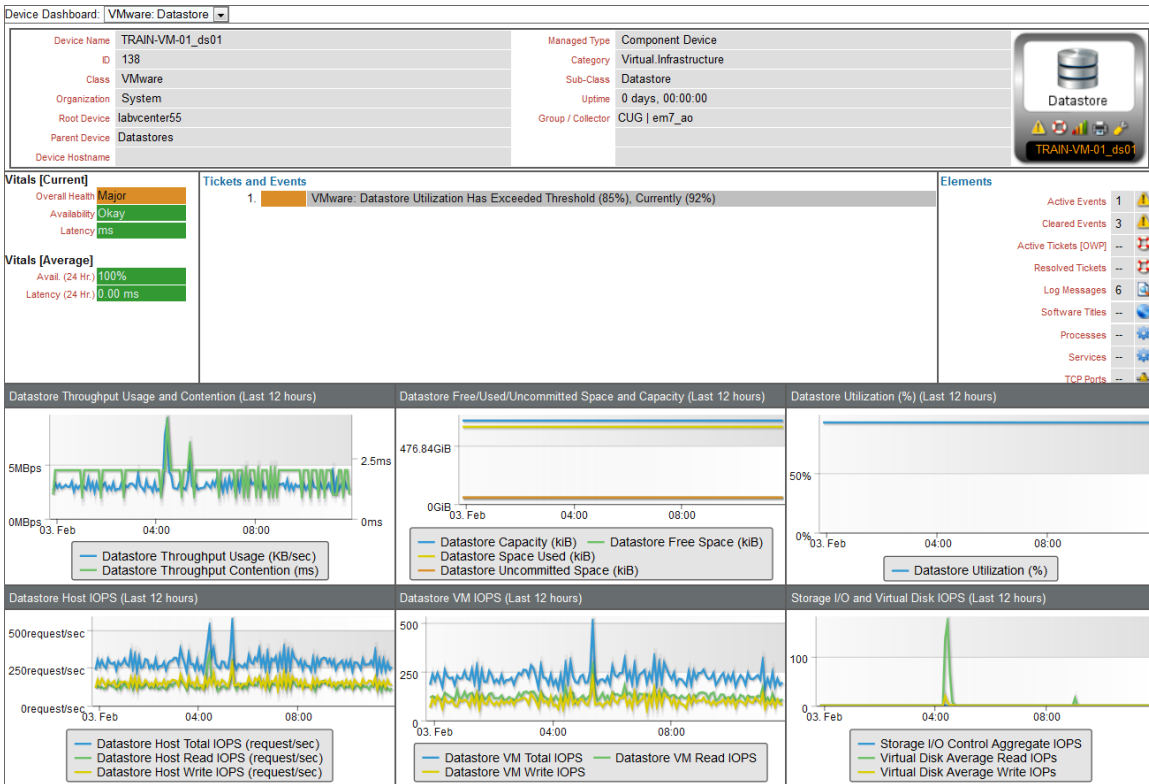 Device Dashboard: VMware: Datastore
Device Name TRAIN-VM-01_ds01
ID 138
Class VMware
Organization System
Root Device labvcenter55
Parent Device Datastores
Device Hostname
Managed Type Component Device
Category Virtual.Infrastructure
Sub-Class Datastore
Uptime 0 days, 00:00:00
Group / Collector CUG | em7_ao
Datastore
TRAIN-VM-01_ds01
Vitals [Current]
Overall Health Major
Availability Okay
Latency ms
Vitals [Average]
Avail. (24 Hr.) 100%
Latency (24 Hr.) 0.00 ms
Tickets and Events
1. VMware: Datastore Utilization Has Exceeded Threshold (85%), Currently (92%)
Elements
Active Events 1
Cleared Events 3
Active Tickets [OWP] --
Resolved Tickets --
Log Messages 6
Software Titles --
Processes --
Services --
TCP Ports --
Datastore Throughput Usage and Contention (Last 12 hours)
5MBps
2.5ms
0MBps
0ms
03. Feb 04:00 08:00
Datastore Throughput Usage (KB/sec)
Datastore Throughput Contention (ms)
Datastore Free/Used/Uncommitted Space and Capacity (Last 12 hours)
476.84GiB
0GiB
03. Feb 04:00 08:00
Datastore Capacity (kiB) Datastore Free Space (kiB)
Datastore Space Used (kiB)
Datastore Uncommitted Space (kiB)
Datastore Utilization (%) (Last 12 hours)
50%
0%
03. Feb 04:00 08:00
Datastore Utilization (%)
Datastore Host IOPS (Last 12 hours)
500request/sec
250request/sec
0request/sec
03. Feb 04:00 08:00
Datastore Host Total IOPS (request/sec)
Datastore Host Read IOPS (request/sec)
Datastore Host Write IOPS (request/sec)
Datastore VM IOPS (Last 12 hours)
500
250
0
03. Feb 04:00 08:00
Datastore VM Total IOPS Datastore VM Read IOPS
Datastore VM Write IOPS
Storage I/O and Virtual Disk IOPS (Last 12 hours)
100
0
03. Feb 04:00 08:00
Storage I/O Control Aggregate IOPS
Virtual Disk Average Read IOPs
Virtual Disk Average Write IOPs